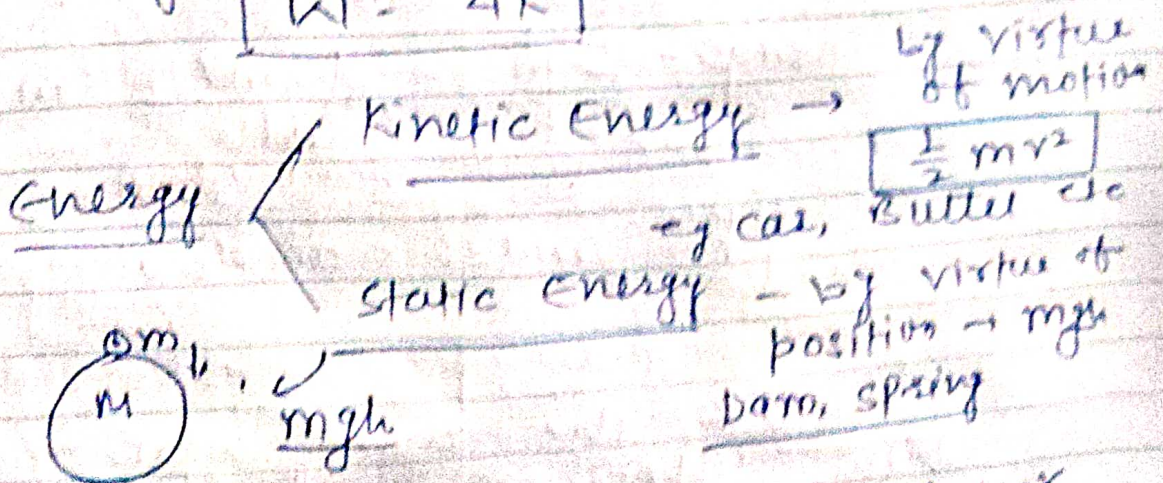 by virtue
of motion
Kinetic Energy →
1/2 mv²
Energy
eg car, Bullet etc
Static Energy - by virtue of
position → mgh
m
M
mgh
Dam, spring